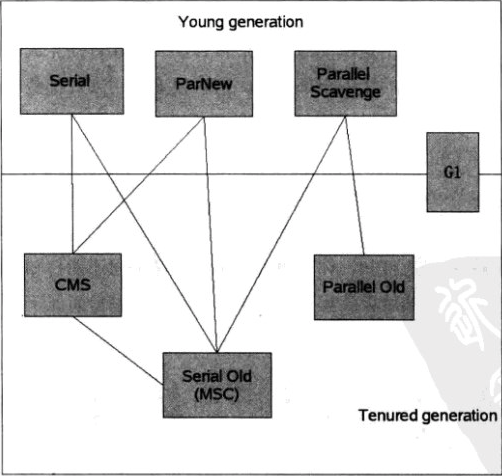 Young generation
Serial
ParNew
Parallel
Scavenge
G1
CMS
Parallel Old
Serial Old
(MSC)
Tenured generation